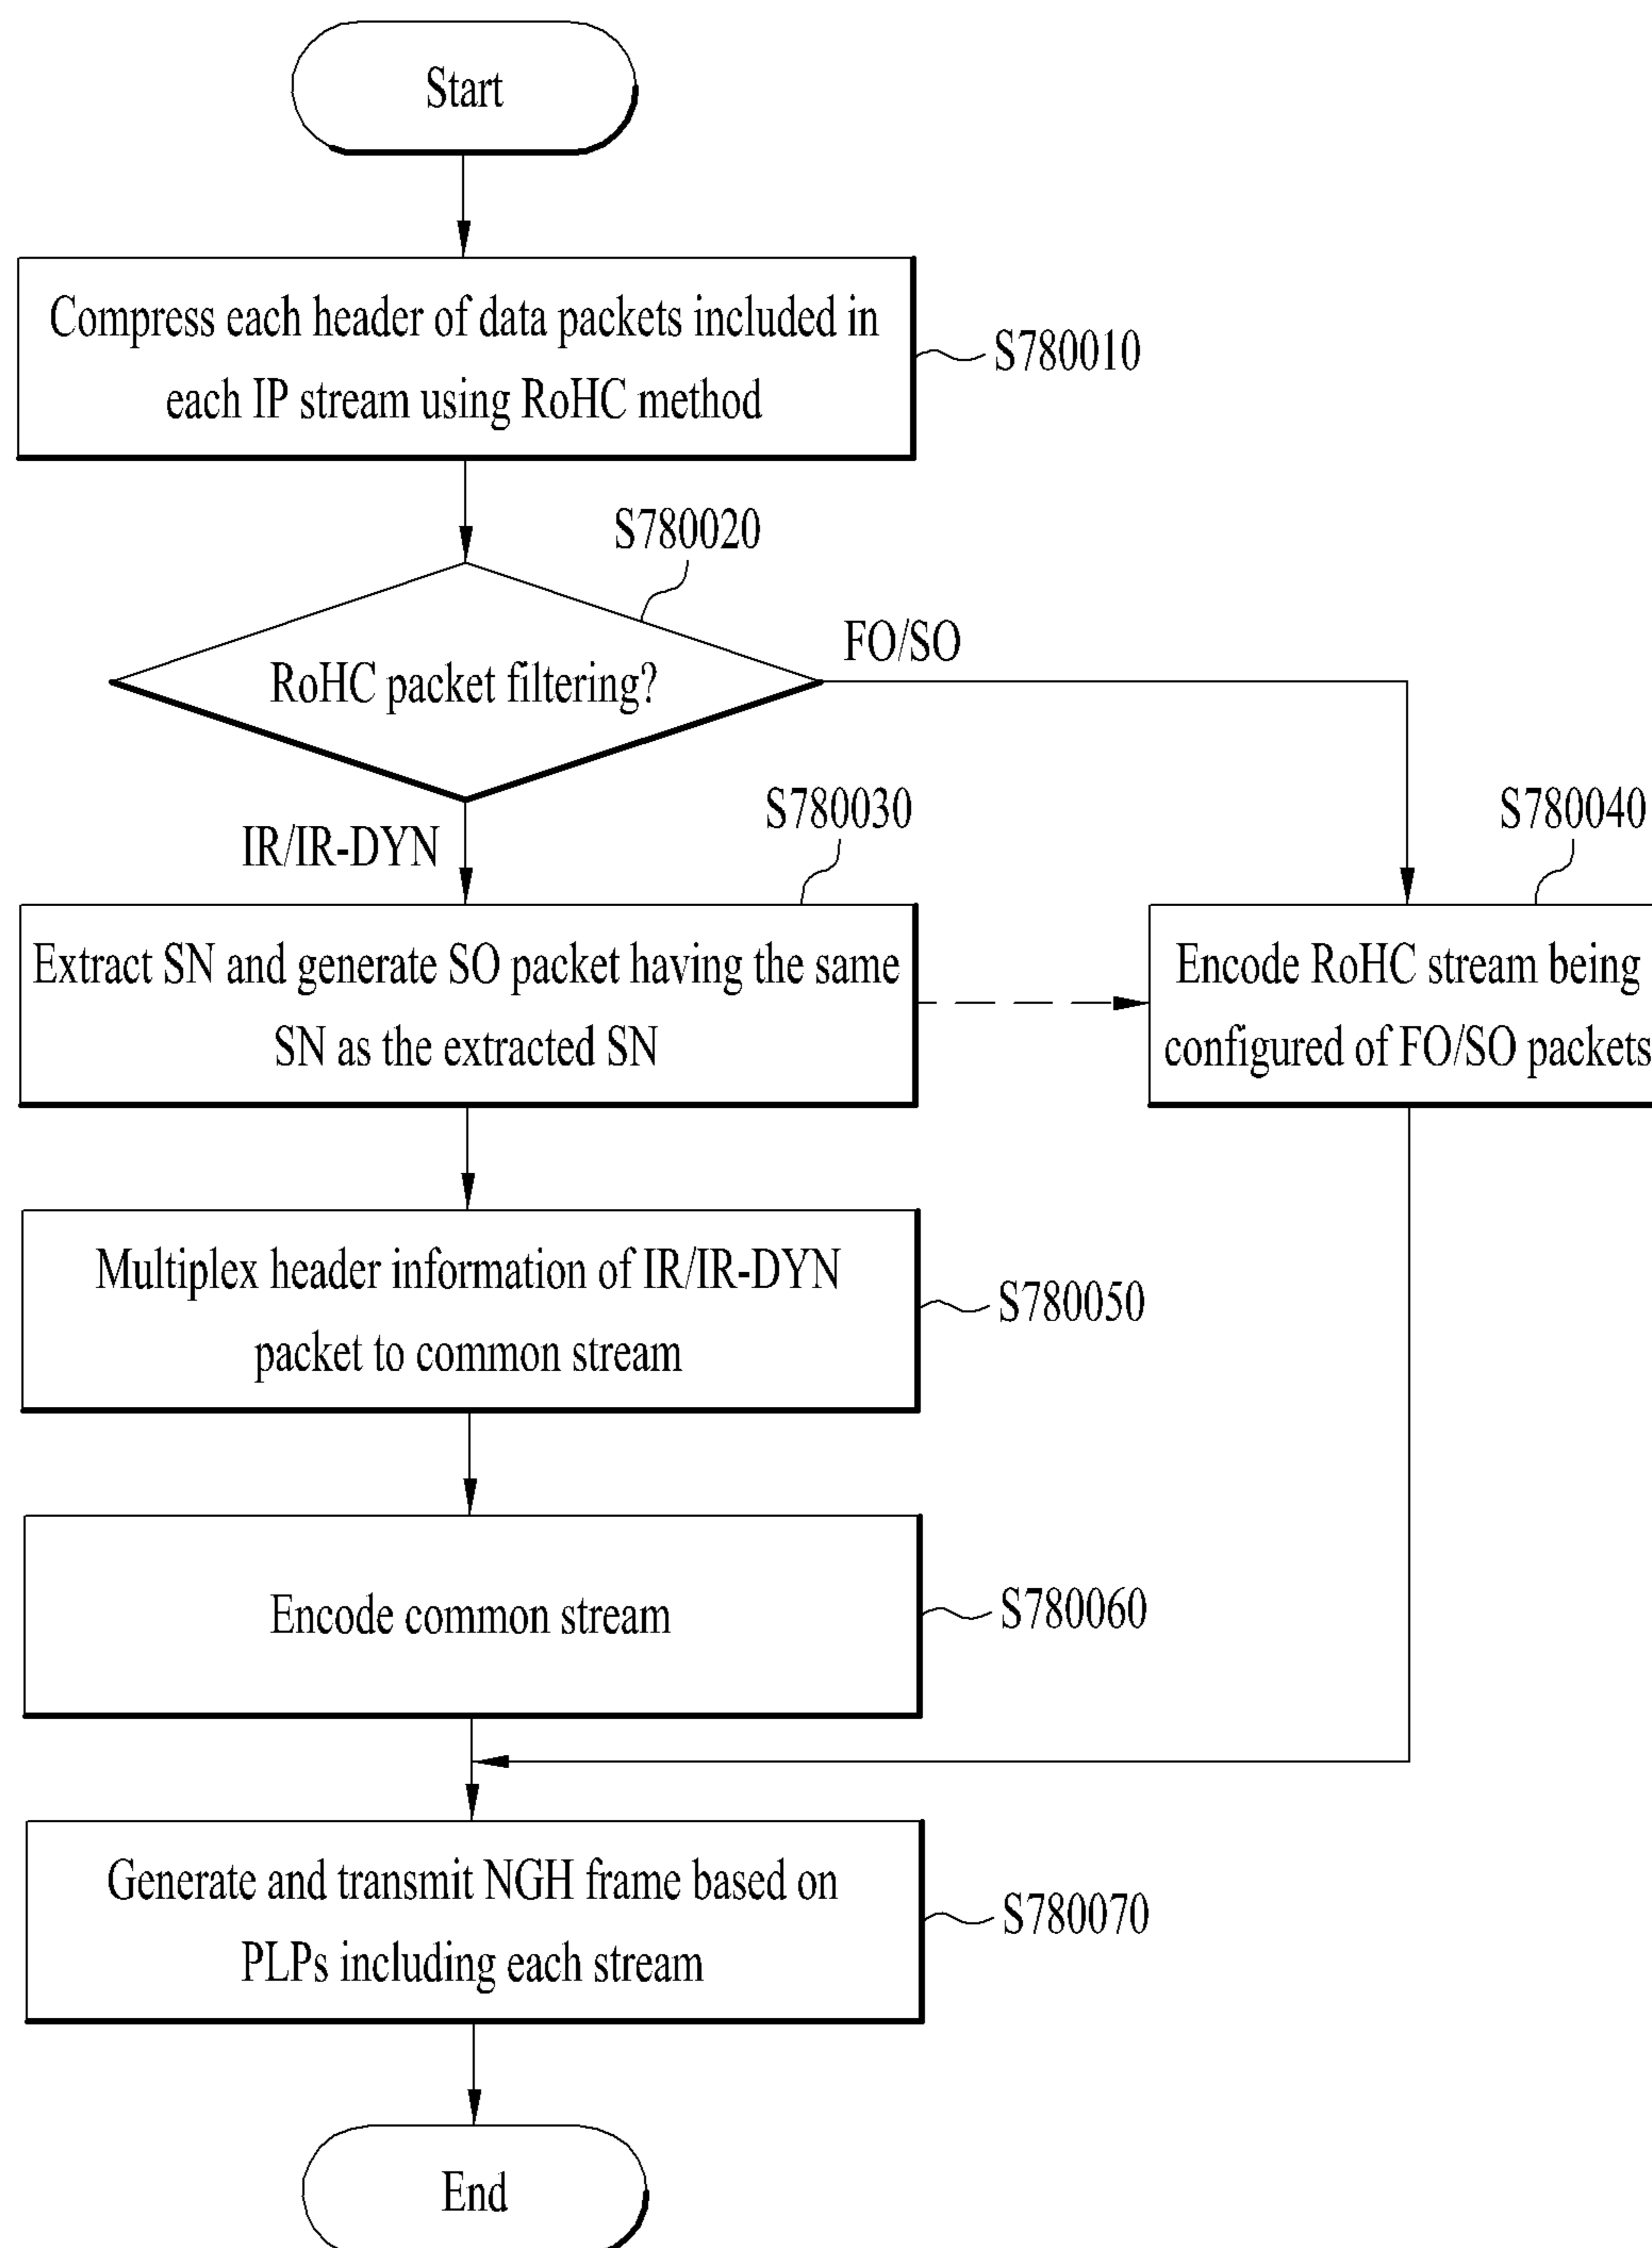 Start
Compress each header of data packets included in
each IP stream using RoHC method
S780010
S780020
RoHC packet filtering?
FO/SO
IR/IR-DYN
S780030
S780040
Extract SN and generate SO packet having the same
SN as the extracted SN
Encode RoHC stream being
configured of FO/SO packets
Multiplex header information of IR/IR-DYN
packet to common stream
S780050
Encode common stream
S780060
Generate and transmit NGH frame based on
PLPs including each stream
S780070
End